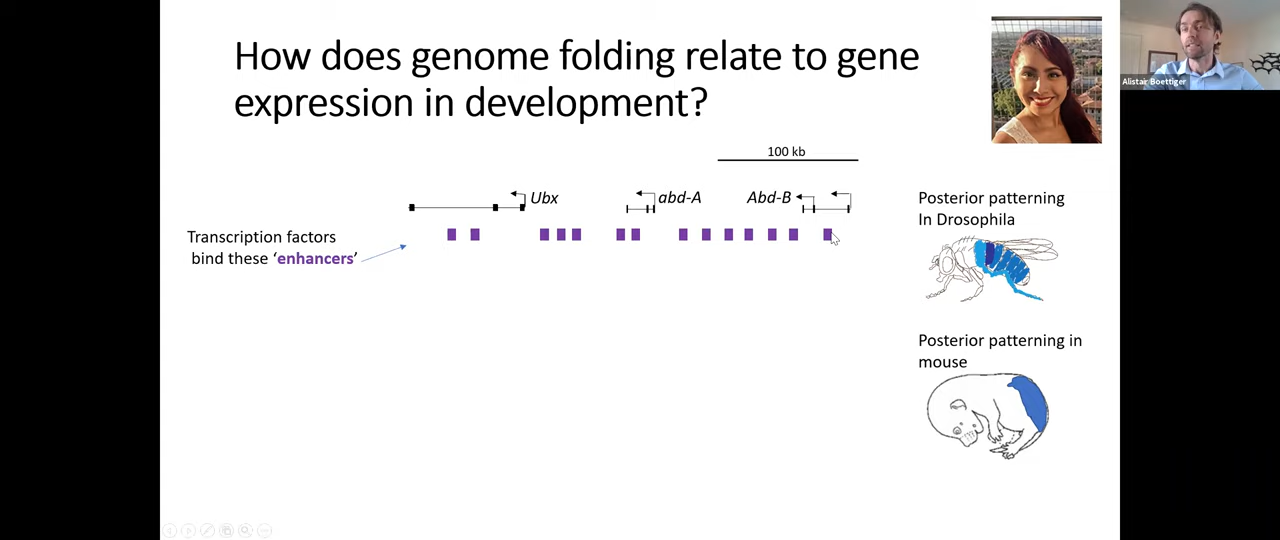 How does genome folding relate to gene
expression in development?
Alistair Boettiger
100 kb
Ubx
abd-A
Abd-B
Transcription factors
bind these ‘enhancers’
Posterior patterning
In Drosophila
Posterior patterning in
mouse